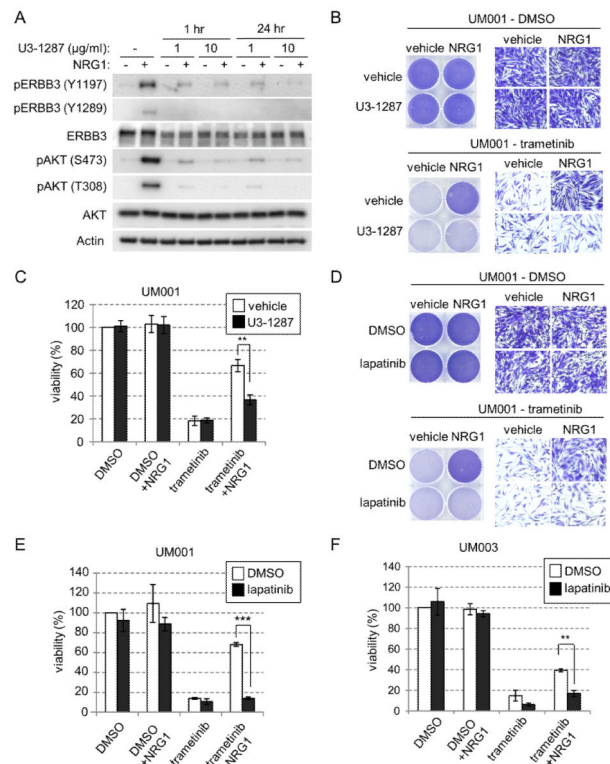 A
1 hr 24 hr
U3-1287 (µg/ml): - 1 10 1 10
NRG1: - + - + - + - + - +
pERBB3 (Y1197)
pERBB3 (Y1289)
ERBB3
pAKT (S473)
pAKT (T308)
AKT
Actin
B
UM001 - DMSO
vehicle NRG1 vehicle NRG1
vehicle
U3-1287
UM001 - trametinib
vehicle NRG1 vehicle NRG1
vehicle
U3-1287
C
UM001
vehicle
U3-1287
viability (%)
120
100
80
60
40
20
0
**
DMSO
DMSO
+NRG1
trametinib
trametinib
+NRG1
D
UM001 - DMSO
vehicle NRG1 vehicle NRG1
DMSO
lapatinib
UM001 - trametinib
vehicle NRG1 vehicle NRG1
DMSO
lapatinib
E
UM001
DMSO
lapatinib
viability (%)
140
120
100
80
60
40
20
0
***
DMSO
DMSO
+NRG1
trametinib
trametinib
+NRG1
F
UM003
DMSO
lapatinib
viability (%)
140
120
100
80
60
40
20
0
**
DMSO
DMSO
+NRG1
trametinib
trametinib
+NRG1